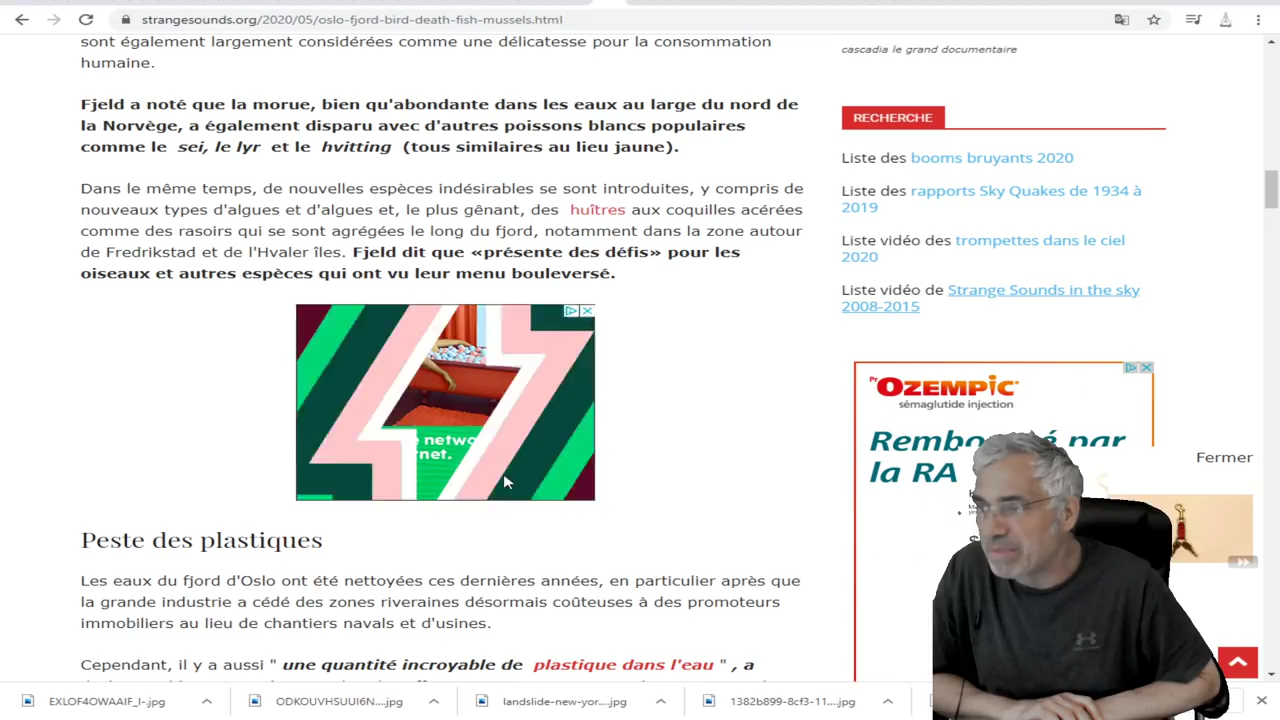 strangesounds.org/2020/05/oslo-fjord-bird-death-fish-mussels.html
sont également largement considérées comme une délicatesse pour la consommation
humaine.
Fjeld a noté que la morue, bien qu'abondante dans les eaux au large du nord de
la Norvège, a également disparu avec d'autres poissons blancs populaires
comme le sei, le lyr et le hvitting (tous similaires au lieu jaune).
Dans le même temps, de nouvelles espèces indésirables se sont introduites, y compris de
nouveaux types d'algues et d'algues et, le plus gênant, des huîtres aux coquilles acérées
comme des rasoirs qui se sont agrégées le long du fjord, notamment dans la zone autour
de Fredrikstad et de l'Hvaler îles. Fjeld dit que «présente des défis» pour les
oiseaux et autres espèces qui ont vu leur menu bouleversé.
Peste des plastiques
Les eaux du fjord d'Oslo ont été nettoyées ces dernières années, en particulier après que
la grande industrie a cédé des zones riveraines désormais coûteuses à des promoteurs
immobiliers au lieu de chantiers navals et d'usines.
Cependant, il y a aussi " une quantité incroyable de plastique dans l'eau " , a
cascadia le grand documentaire
RECHERCHE
Liste des booms bruyants 2020
Liste des rapports Sky Quakes de 1934 à
2019
Liste vidéo des trompettes dans le ciel
2020
Liste vidéo de Strange Sounds in the sky
2008-2015
Pr OZEMPIC
sémaglutide injection
par
la RA
Fermer
EXLOF4OWAAIF_I-.jpg
ODKOUVHSUUI6N....jpg
landslide-new-yor....jpg
1382b899-8cf3-11....jpg